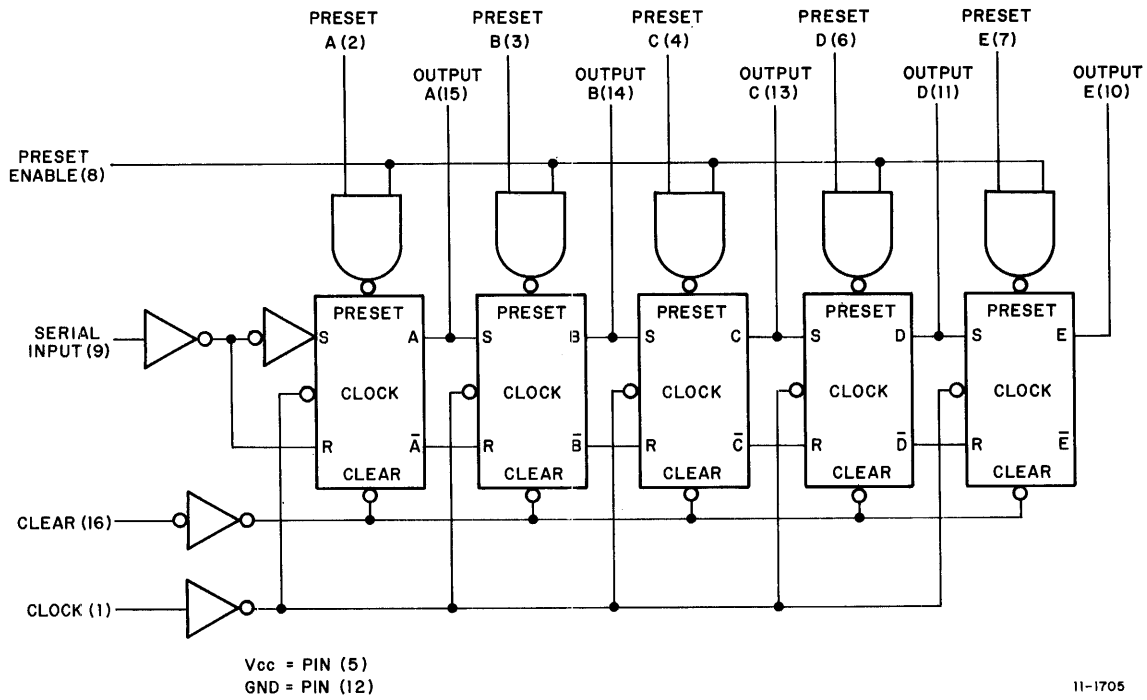 PRESET
A(2)
PRESET
B(3)
PRESET
C(4)
PRESET
D(6)
PRESET
E(7)
OUTPUT
A(15)
OUTPUT
B(14)
OUTPUT
C(13)
OUTPUT
D(11)
OUTPUT
E(10)
PRESET
ENABLE(8)
PRESET
PRESET
PRESET
PRESET
PRESET
SERIAL
INPUT(9)
S
A
S
B
S
C
S
D
S
E
CLOCK
CLOCK
CLOCK
CLOCK
CLOCK
R
A̅
R
B̅
R
C̅
R
D̅
R
E̅
CLEAR
CLEAR
CLEAR
CLEAR
CLEAR
CLEAR (16)
CLOCK (1)
Vcc = PIN (5)
GND = PIN (12)
11-1705